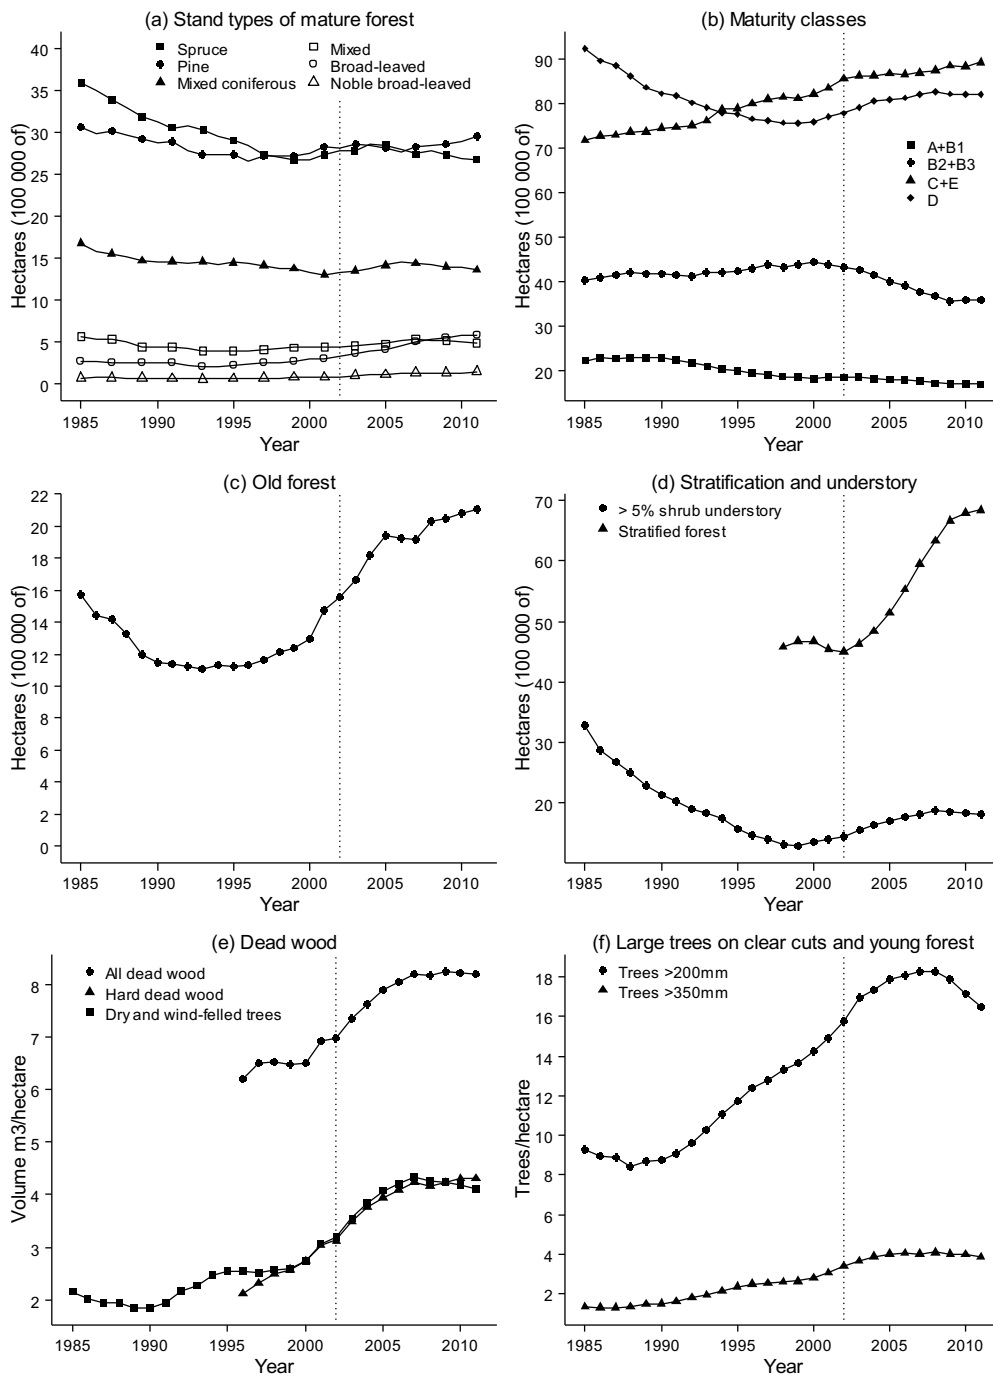 (a) Stand types of mature forest
Spruce
Pine
Mixed coniferous
Mixed
Broad-leaved
Noble broad-leaved
Hectares (100 000 of)
40
35
30
25
20
15
10
5
0
1985 1990 1995 2000 2005 2010
Year
(b) Maturity classes
A+B1
B2+B3
C+E
D
Hectares (100 000 of)
90
80
70
60
50
40
30
20
1985 1990 1995 2000 2005 2010
Year
(c) Old forest
Hectares (100 000 of)
22
20
18
16
14
12
10
8
6
4
2
0
1985 1990 1995 2000 2005 2010
Year
(d) Stratification and understory
> 5% shrub understory
Stratified forest
Hectares (100 000 of)
70
60
50
40
30
20
1985 1990 1995 2000 2005 2010
Year
(e) Dead wood
All dead wood
Hard dead wood
Dry and wind-felled trees
Volume m3/hectare
8
7
6
5
4
3
2
1985 1990 1995 2000 2005 2010
Year
(f) Large trees on clear cuts and young forest
Trees >200mm
Trees >350mm
Trees/hectare
18
16
14
12
10
8
6
4
2
1985 1990 1995 2000 2005 2010
Year